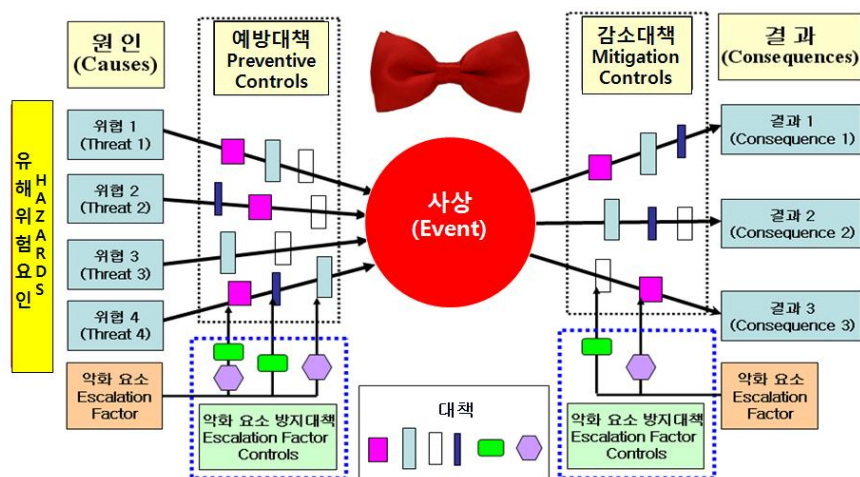 원 인
(Causes)
예방대책
Preventive
Controls
감소대책
Mitigation
Controls
결 과
(Consequences)
유해위험요인
HAZARDS
위협 1
(Threat 1)
위협 2
(Threat 2)
위협 3
(Threat 3)
위협 4
(Threat 4)
사상
(Event)
결과 1
(Consequence 1)
결과 2
(Consequence 2)
결과 3
(Consequence 3)
악화 요소
Escalation
Factor
악화 요소 방지대책
Escalation Factor
Controls
대책
악화 요소 방지대책
Escalation Factor
Controls
악화 요소
Escalation
Factor